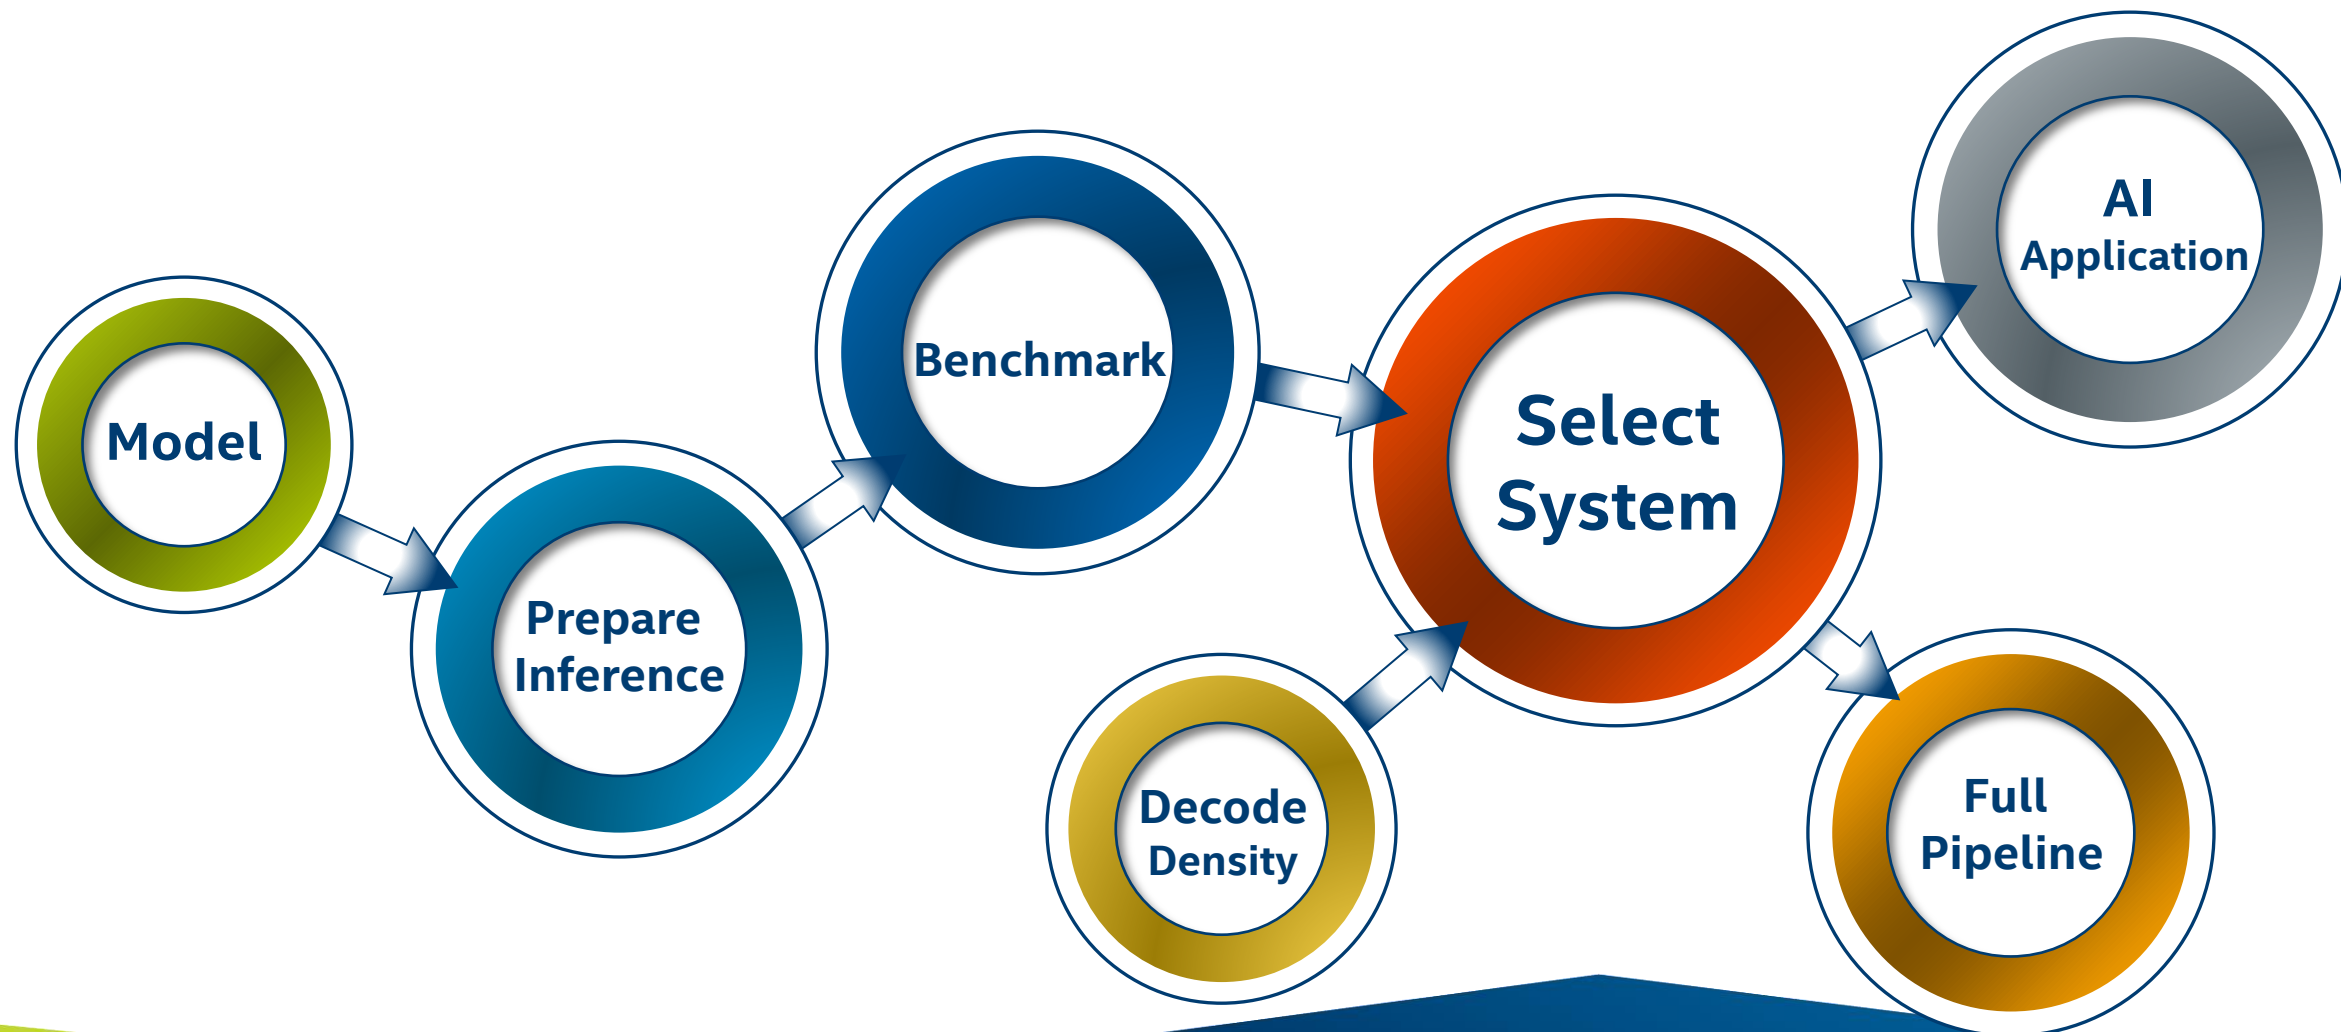 Model
Prepare
Inference
Benchmark
Select
System
Decode
Density
AI
Application
Full
Pipeline